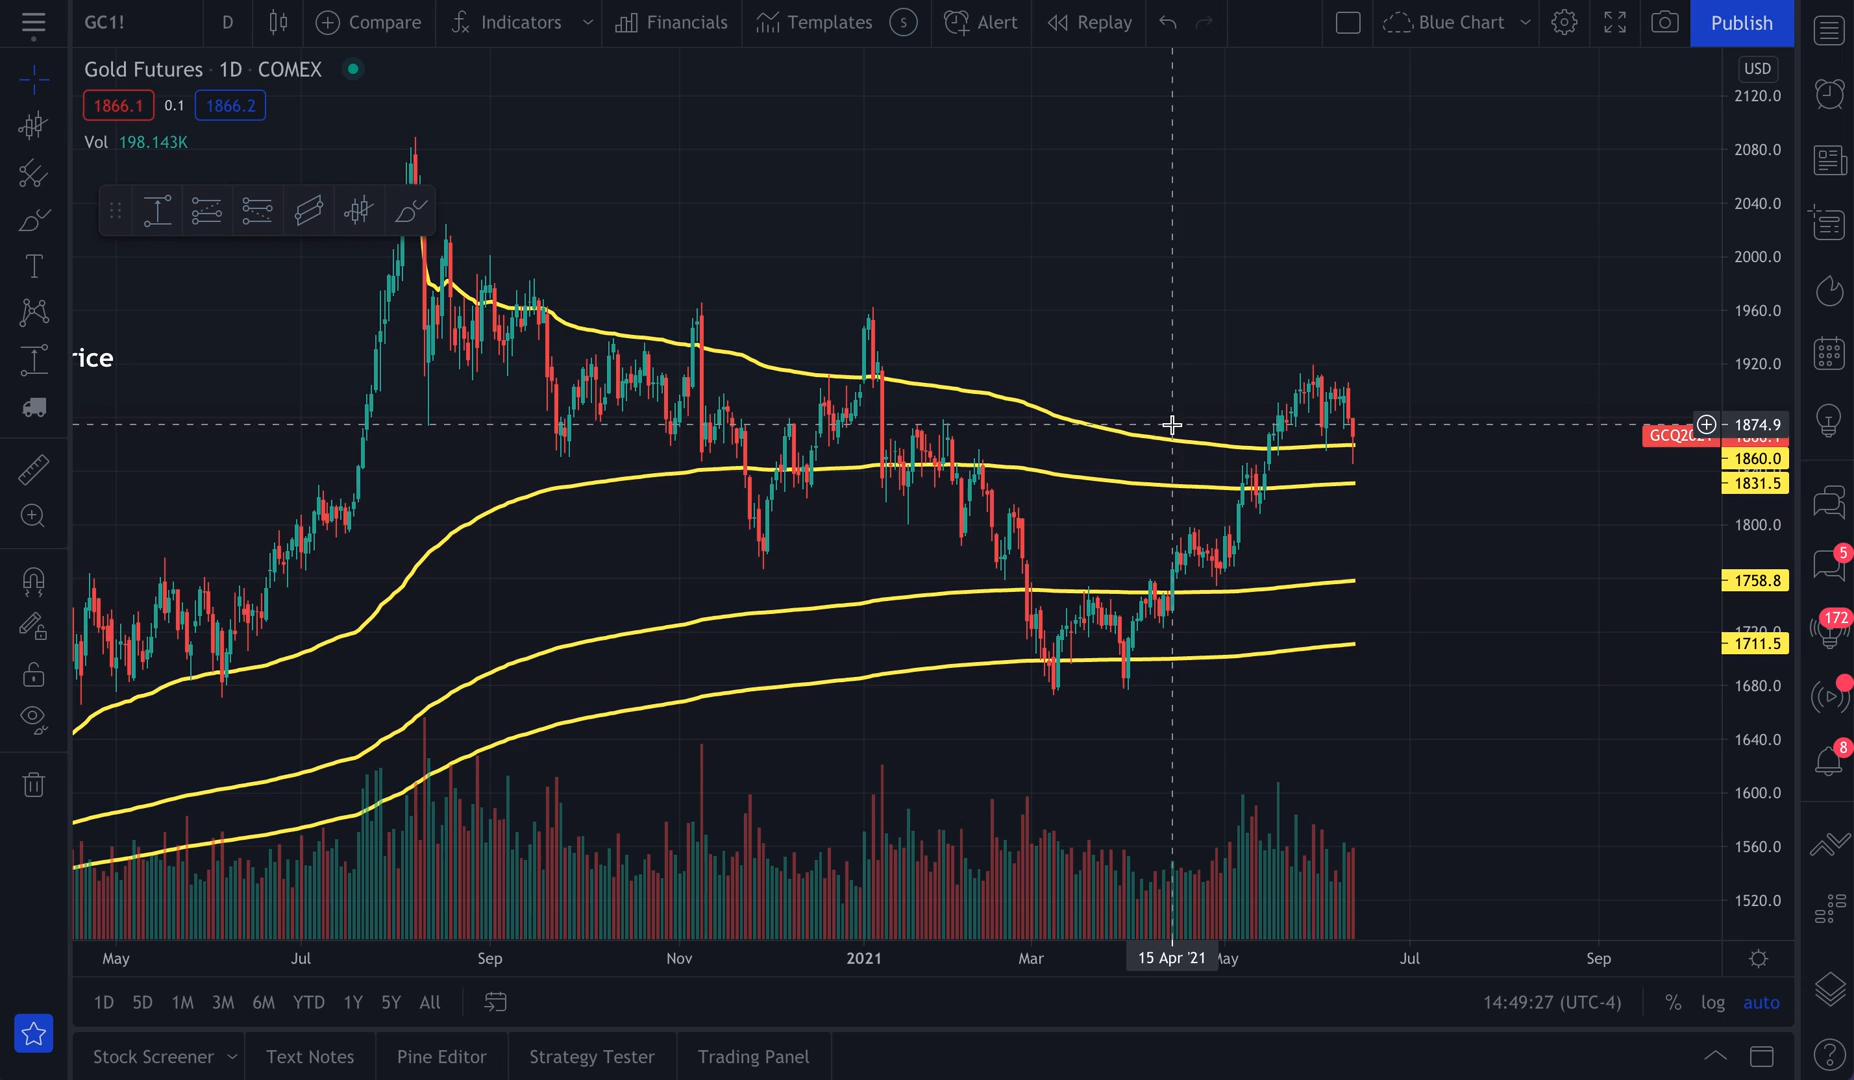 GC1! D Compare Indicators Financials Templates S Alert Replay Blue Chart Publish
Gold Futures · 1D · COMEX
USD
1866.1 0.1 1866.2
Vol 198.143K
rice
2120.0
2080.0
2040.0
2000.0
1960.0
1920.0
1874.9
1860.0
1831.5
1800.0
1758.8
1720.0
1711.5
1680.0
1640.0
1600.0
1560.0
1520.0
5
172
8
May Jul Sep Nov 2021 Mar 15 Apr '21 May Jul Sep
1D 5D 1M 3M 6M YTD 1Y 5Y All 14:49:27 (UTC-4) % log auto
Stock Screener Text Notes Pine Editor Strategy Tester Trading Panel